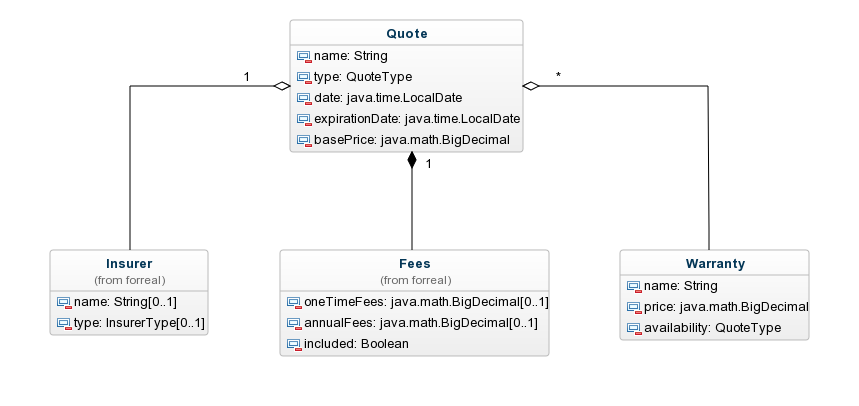 Quote
name: String
type: QuoteType
date: java.time.LocalDate
expirationDate: java.time.LocalDate
basePrice: java.math.BigDecimal
1
*
1
Insurer
(from forreal)
name: String[0..1]
type: InsurerType[0..1]
Fees
(from forreal)
oneTimeFees: java.math.BigDecimal[0..1]
annualFees: java.math.BigDecimal[0..1]
included: Boolean
Warranty
name: String
price: java.math.BigDecimal
availability: QuoteType